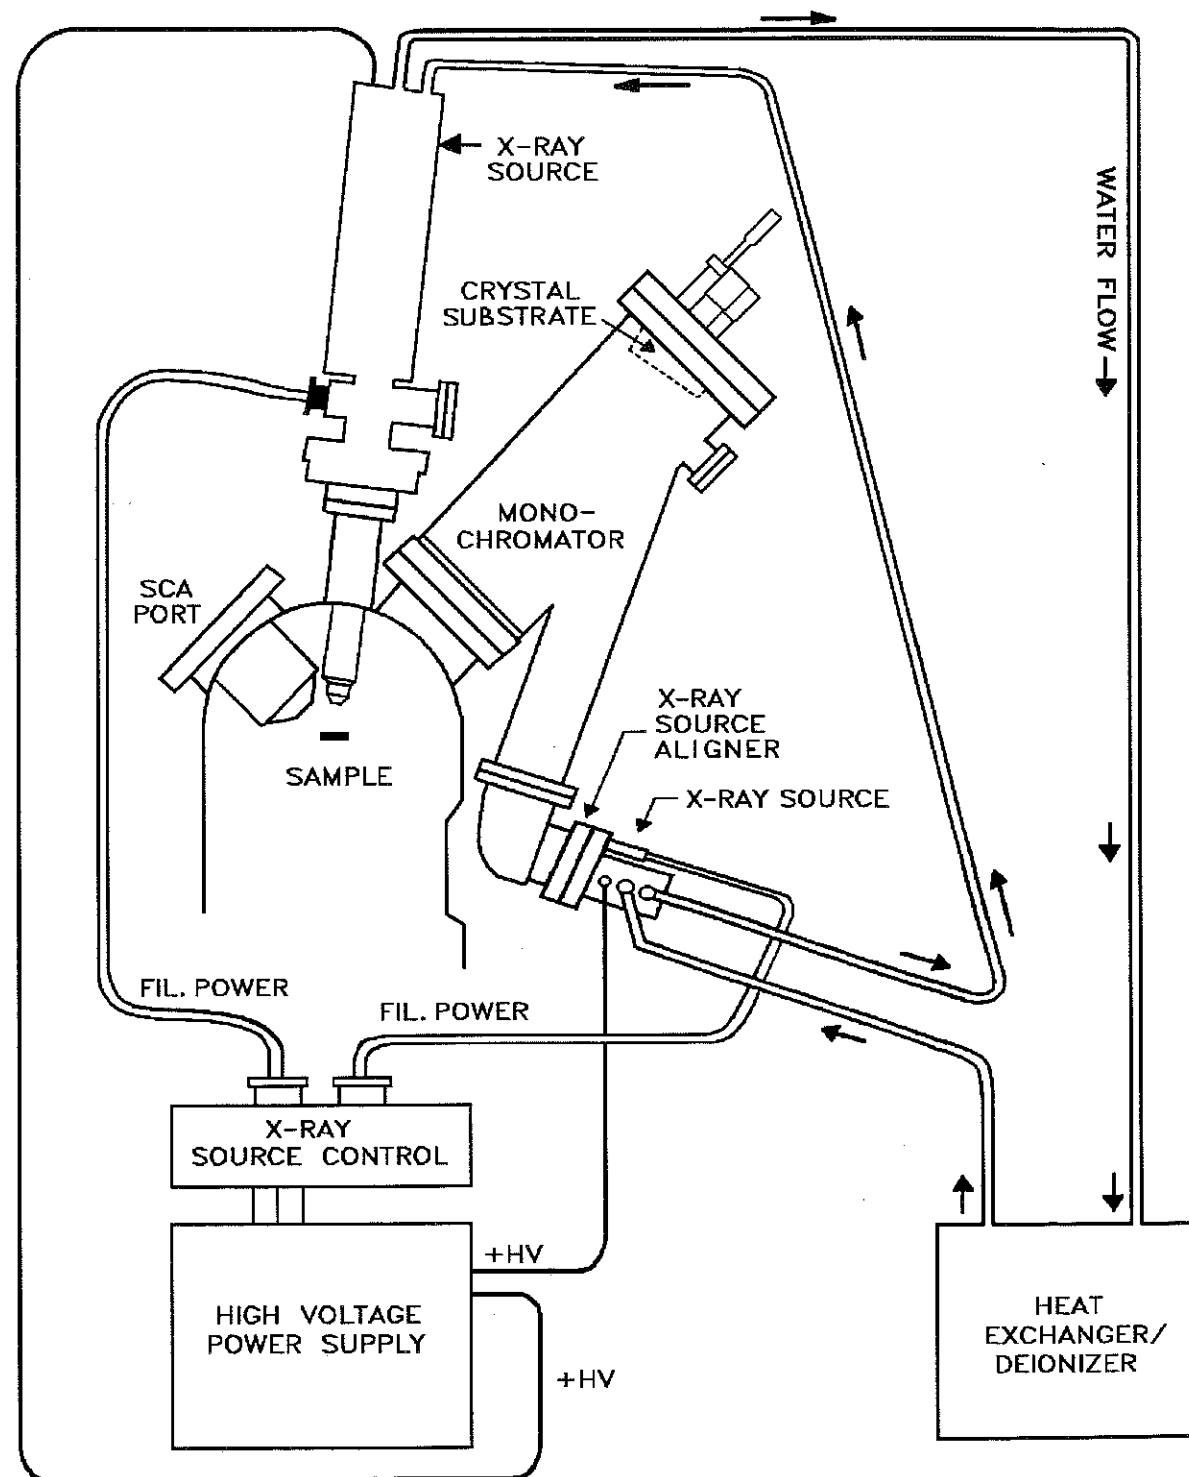 X-RAY
SOURCE
WATER FLOW
CRYSTAL
SUBSTRATE
MONO-
CHROMATOR
SCA
PORT
X-RAY
SOURCE
ALIGNER
SAMPLE
X-RAY SOURCE
FIL. POWER
FIL. POWER
X-RAY
SOURCE CONTROL
+HV
HIGH VOLTAGE
POWER SUPPLY
+HV
HEAT
EXCHANGER/
DEIONIZER